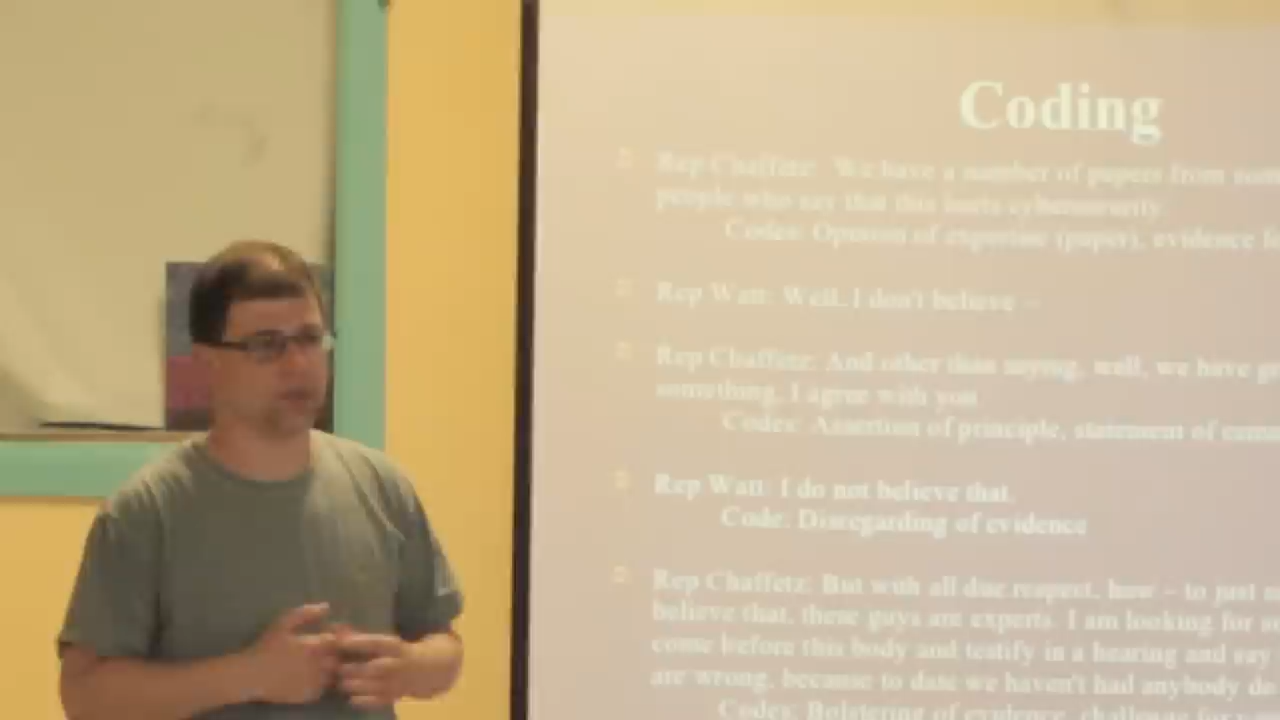 Coding
Rep Chaffetz: We have a number of papers from
people who say that this hurts cybersecurity.
Codes: Opinion of expertise (paper), evidence
Rep Watt: Well, I don't believe –
Rep Chaffetz: And other than saying, well, we have
something, I agree with you.
Codes: Assertion of principle, statement of
Rep Watt: I do not believe that.
Code: Disregarding of evidence
Rep Chaffetz: But with all due respect, how – to just
believe that, these guys are experts. I am looking for
come before this body and testify in a hearing and say
are wrong, because to date we haven't had anybody do
Codes: Bolstering of evidence, challenge